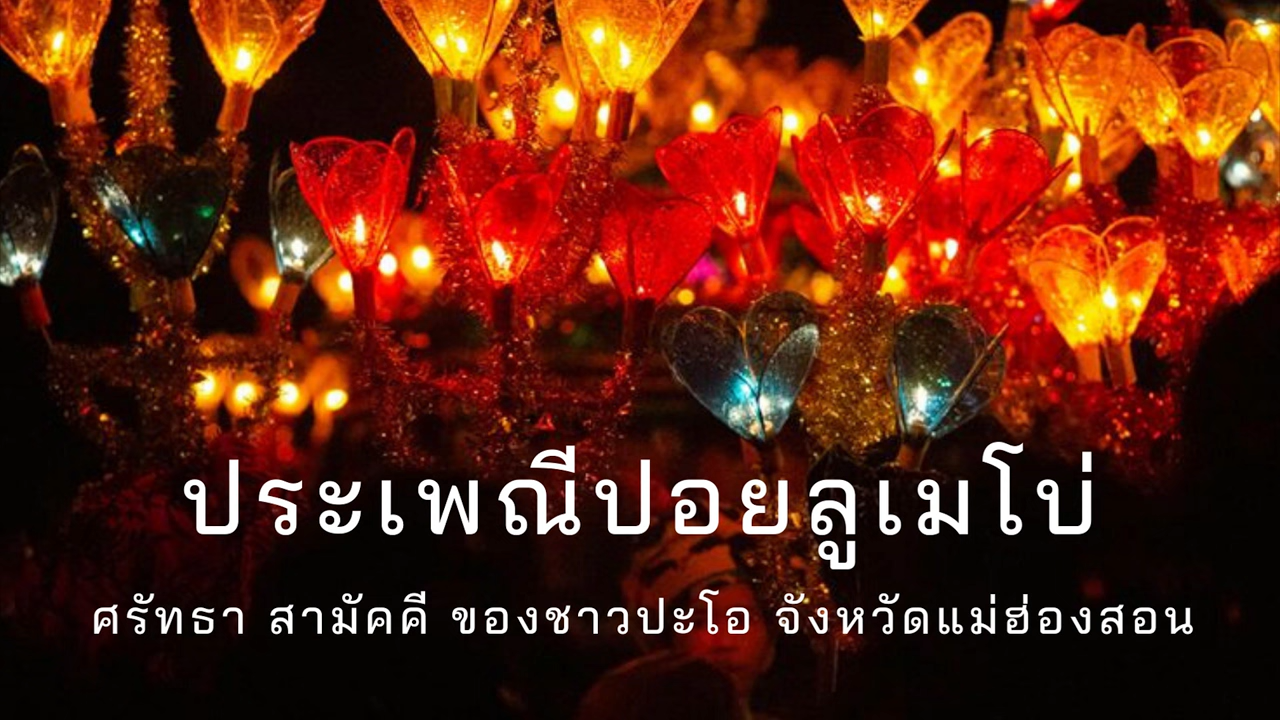 ประเพณีปอยลูเมโบ่
ศรัทธา สามัคคี ของชาวปะโอ จังหวัดแม่ฮ่องสอน